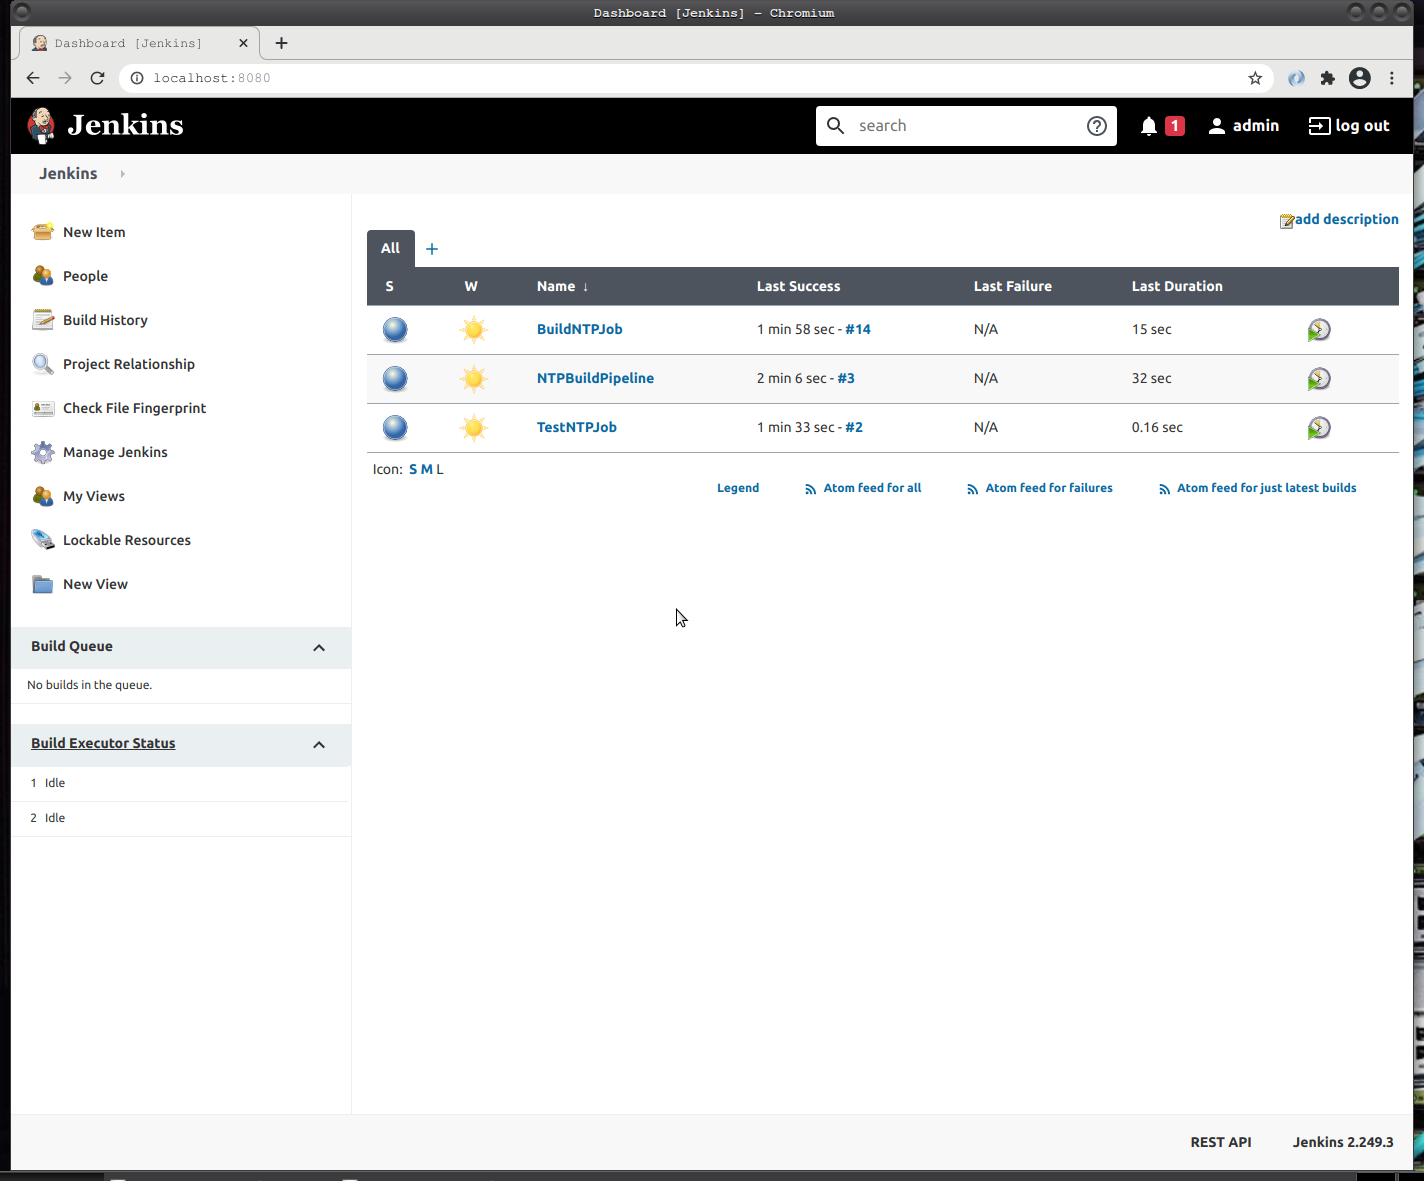 Dashboard [Jenkins] - Chromium
Dashboard [Jenkins]
localhost:8080
Jenkins
search
1
admin
log out
Jenkins
New Item
People
Build History
Project Relationship
Check File Fingerprint
Manage Jenkins
My Views
Lockable Resources
New View
Build Queue
No builds in the queue.
Build Executor Status
1 Idle
2 Idle
add description
All +
S W Name ↓ Last Success Last Failure Last Duration
BuildNTPJob 1 min 58 sec - #14 N/A 15 sec
NTPBuildPipeline 2 min 6 sec - #3 N/A 32 sec
TestNTPJob 1 min 33 sec - #2 N/A 0.16 sec
Icon: S M L
Legend Atom feed for all Atom feed for failures Atom feed for just latest builds
REST API Jenkins 2.249.3